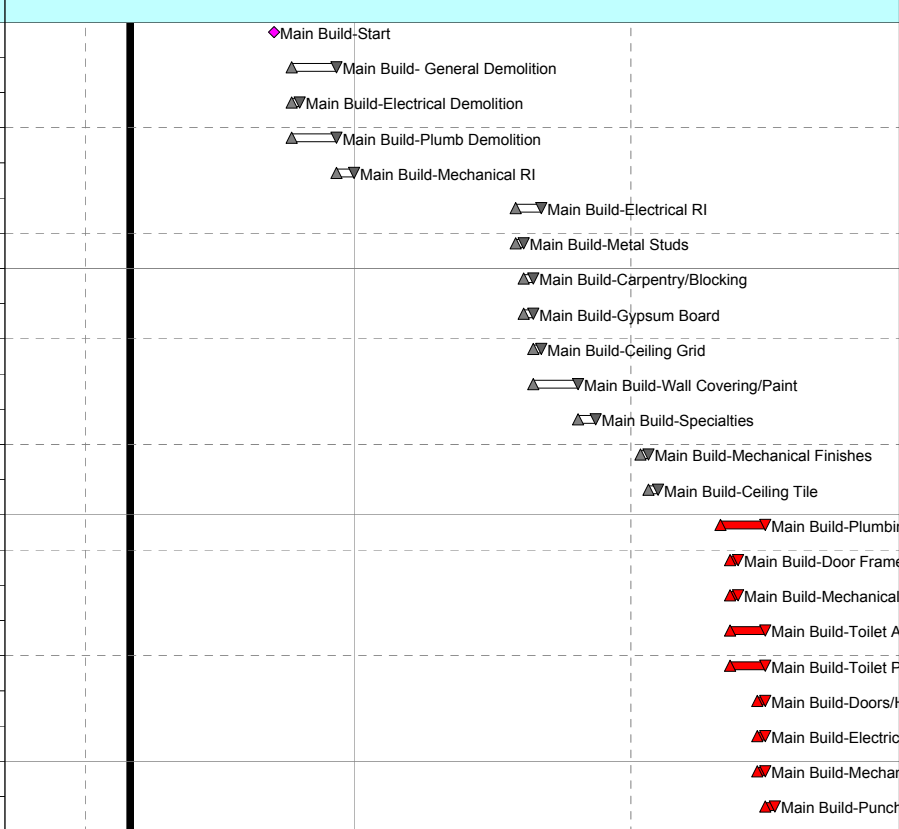 Main Build-Start
Main Build- General Demolition
Main Build-Electrical Demolition
Main Build-Plumb Demolition
Main Build-Mechanical RI
Main Build-Electrical RI
Main Build-Metal Studs
Main Build-Carpentry/Blocking
Main Build-Gypsum Board
Main Build-Ceiling Grid
Main Build-Wall Covering/Paint
Main Build-Specialties
Main Build-Mechanical Finishes
Main Build-Ceiling Tile
Main Build-Plumbin
Main Build-Door Frame
Main Build-Mechanical
Main Build-Toilet A
Main Build-Toilet P
Main Build-Doors/H
Main Build-Electric
Main Build-Mechan
Main Build-Punch